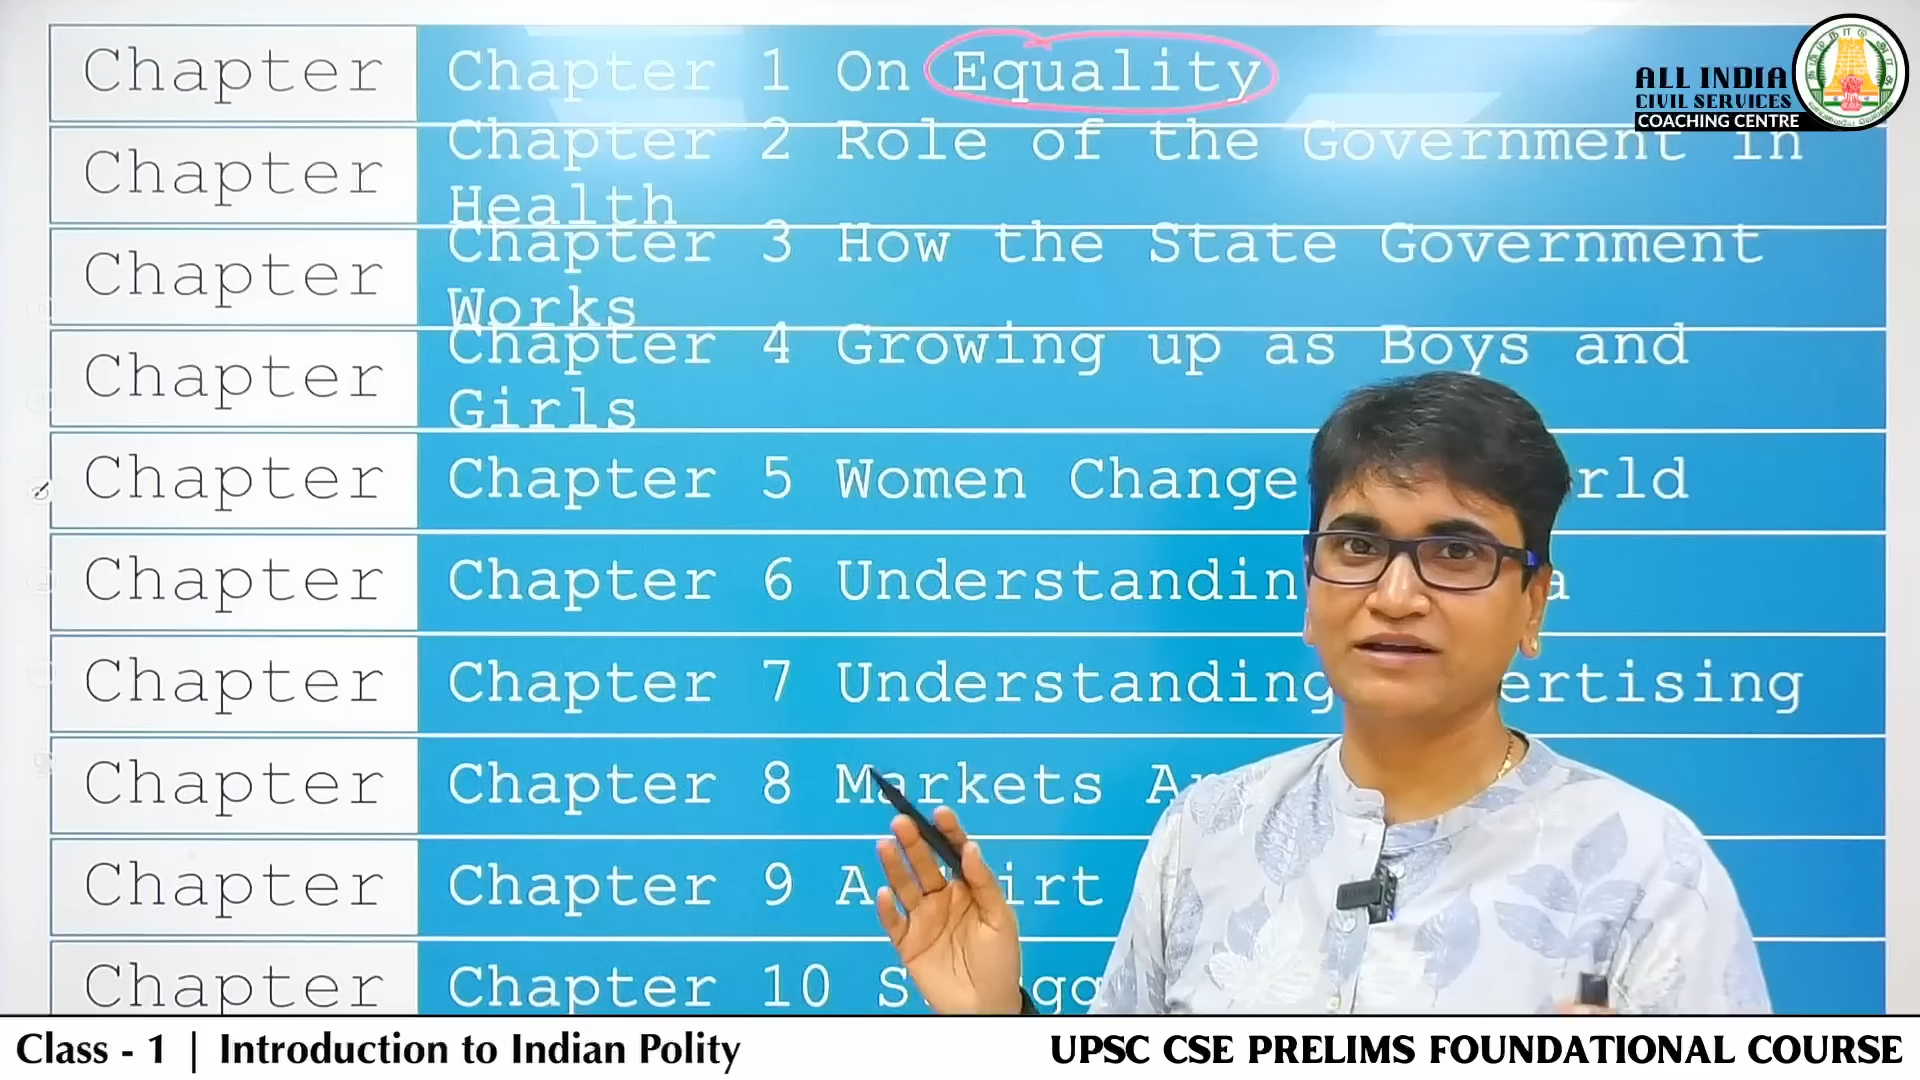 Chapter
Chapter 1 On Equality
ALL INDIA
CIVIL SERVICES
COACHING CENTRE
Chapter
Chapter 2 Role of the Government in
Health
Chapter
Chapter 3 How the State Government
Works
Chapter
Chapter 4 Growing up as Boys and
Girls
Chapter
Chapter 5 Women Change
Chapter
Chapter 6
Chapter
Chapter 7 Understanding
Chapter
Chapter 8 Markets
Chapter
Chapter 9 A
Chapter
Chapter 10
Class - 1 | Introduction to Indian Polity
UPSC CSE PRELIMS FOUNDATIONAL COURSE